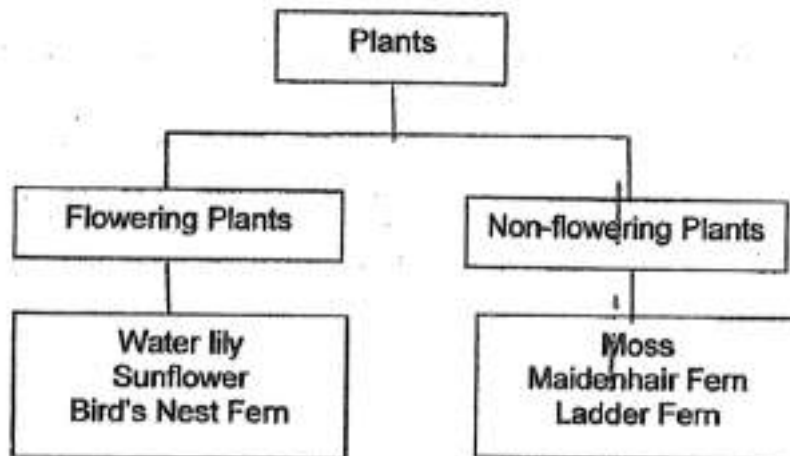 Plants
Flowering Plants
Non-flowering Plants
Water lily
Sunflower
Bird's Nest Fern
Moss
Maidenhair Fern
Ladder Fern